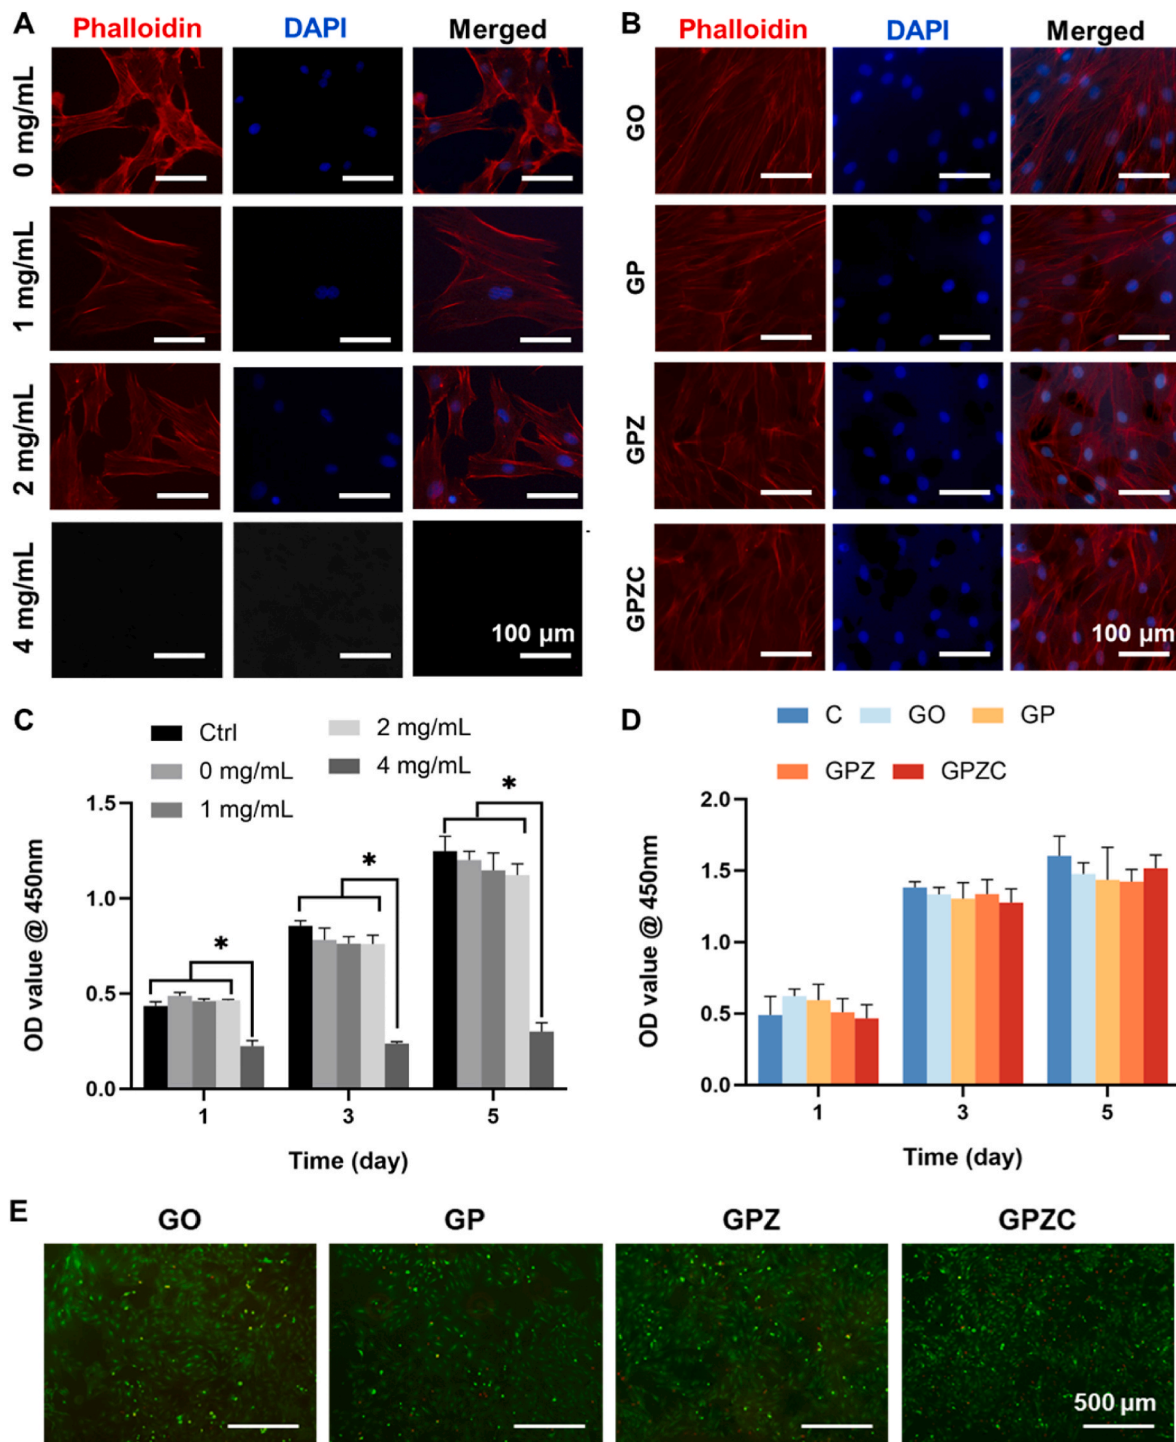 A
Phalloidin
DAPI
Merged
0 mg/mL
1 mg/mL
2 mg/mL
4 mg/mL
100 µm
B
Phalloidin
DAPI
Merged
GO
GP
GPZ
GPZC
100 µm
C
Ctrl
0 mg/mL
1 mg/mL
2 mg/mL
4 mg/mL
OD value @ 450nm
1.5
1.0
0.5
0.0
*
*
*
1 3 5
Time (day)
D
C GO GP
GPZ GPZC
OD value @ 450nm
2.0
1.5
1.0
0.5
0.0
1 3 5
Time (day)
E
GO GP GPZ GPZC
500 µm